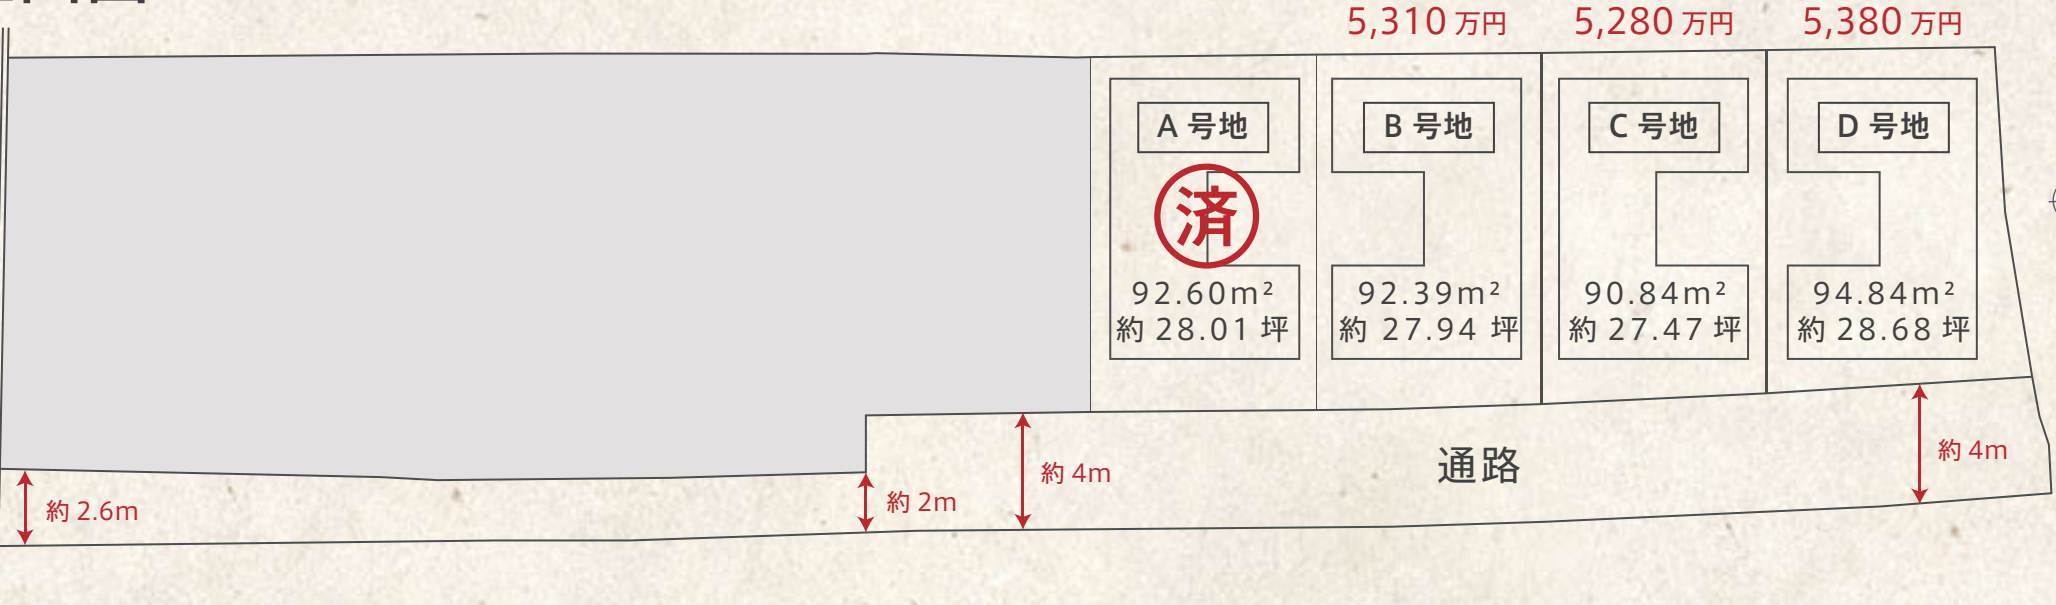 5,310 万円
5,280 万円
5,380 万円
A 号地
済
92.60m²
約 28.01 坪
B 号地
92.39m²
約 27.94 坪
C 号地
90.84m²
約 27.47 坪
D 号地
94.84m²
約 28.68 坪
約 2.6m
約 2m
約 4m
通路
約 4m